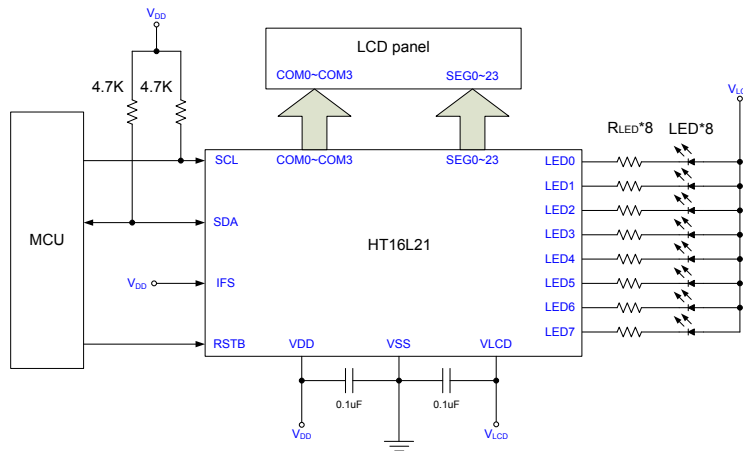 VDD
LCD panel
COM0~COM3
SEG0~23
4.7K
4.7K
VLCD
RLED*8
LED*8
MCU
HT16L21
SCL
COM0~COM3
SEG0~23
LED0
LED1
SDA
LED2
LED3
LED4
VDD
IFS
LED5
LED6
RSTB
VDD
VSS
VLCD
LED7
0.1uF
0.1uF
VDD
VLCD